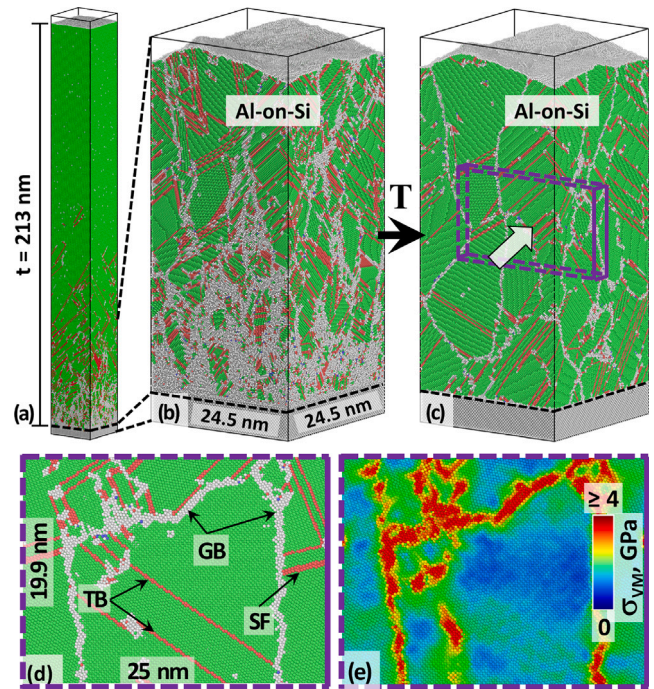 t = 213 nm
(a)
Al-on-Si
24.5 nm
24.5 nm
(b)
T
Al-on-Si
(c)
19.9 nm
GB
TB
SF
(d)
25 nm
≥ 4
σVM, GPa
0
(e)